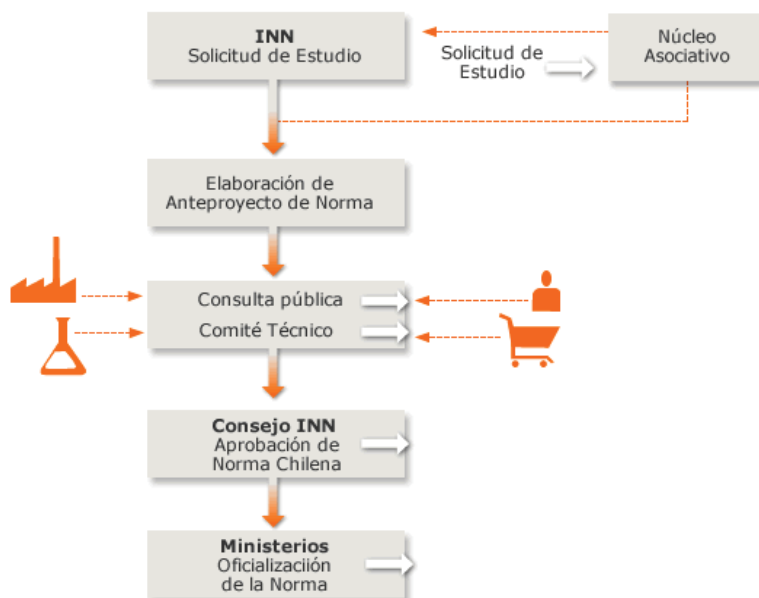 INN
Solicitud de Estudio
Solicitud de
Estudio
Núcleo
Asociativo
Elaboración de
Anteproyecto de Norma
Consulta pública
Comité Técnico
Consejo INN
Aprobación de
Norma Chilena
Ministerios
Oficializaciión
de la Norma